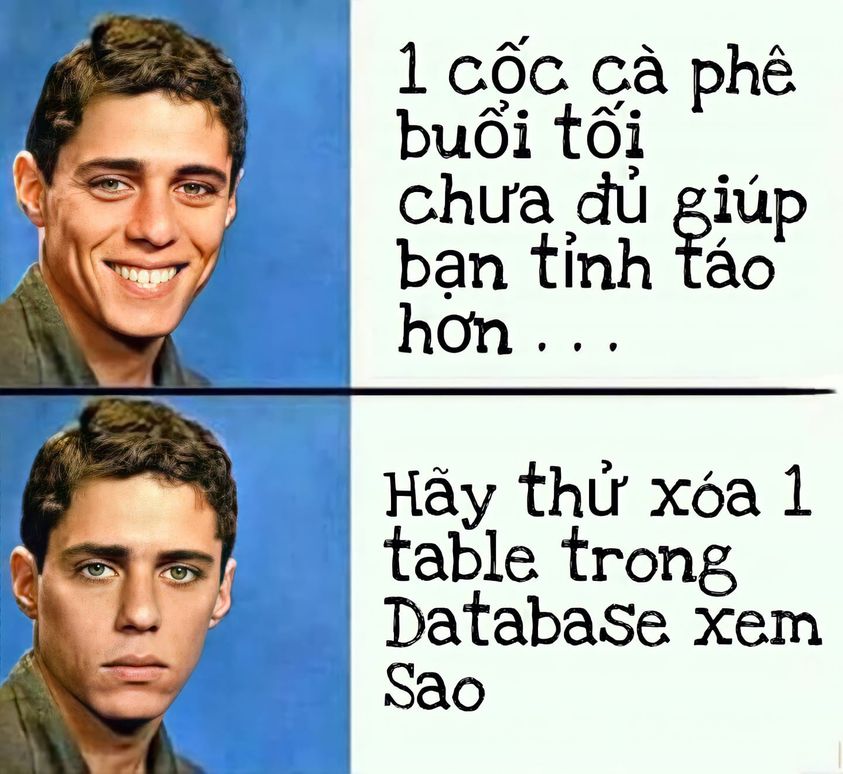 1 cốc cà phê
buổi tối
chưa đủ giúp
bạn tỉnh táo
hơn . . .
Hãy thử xóa 1
table trong
Database xem
Sao